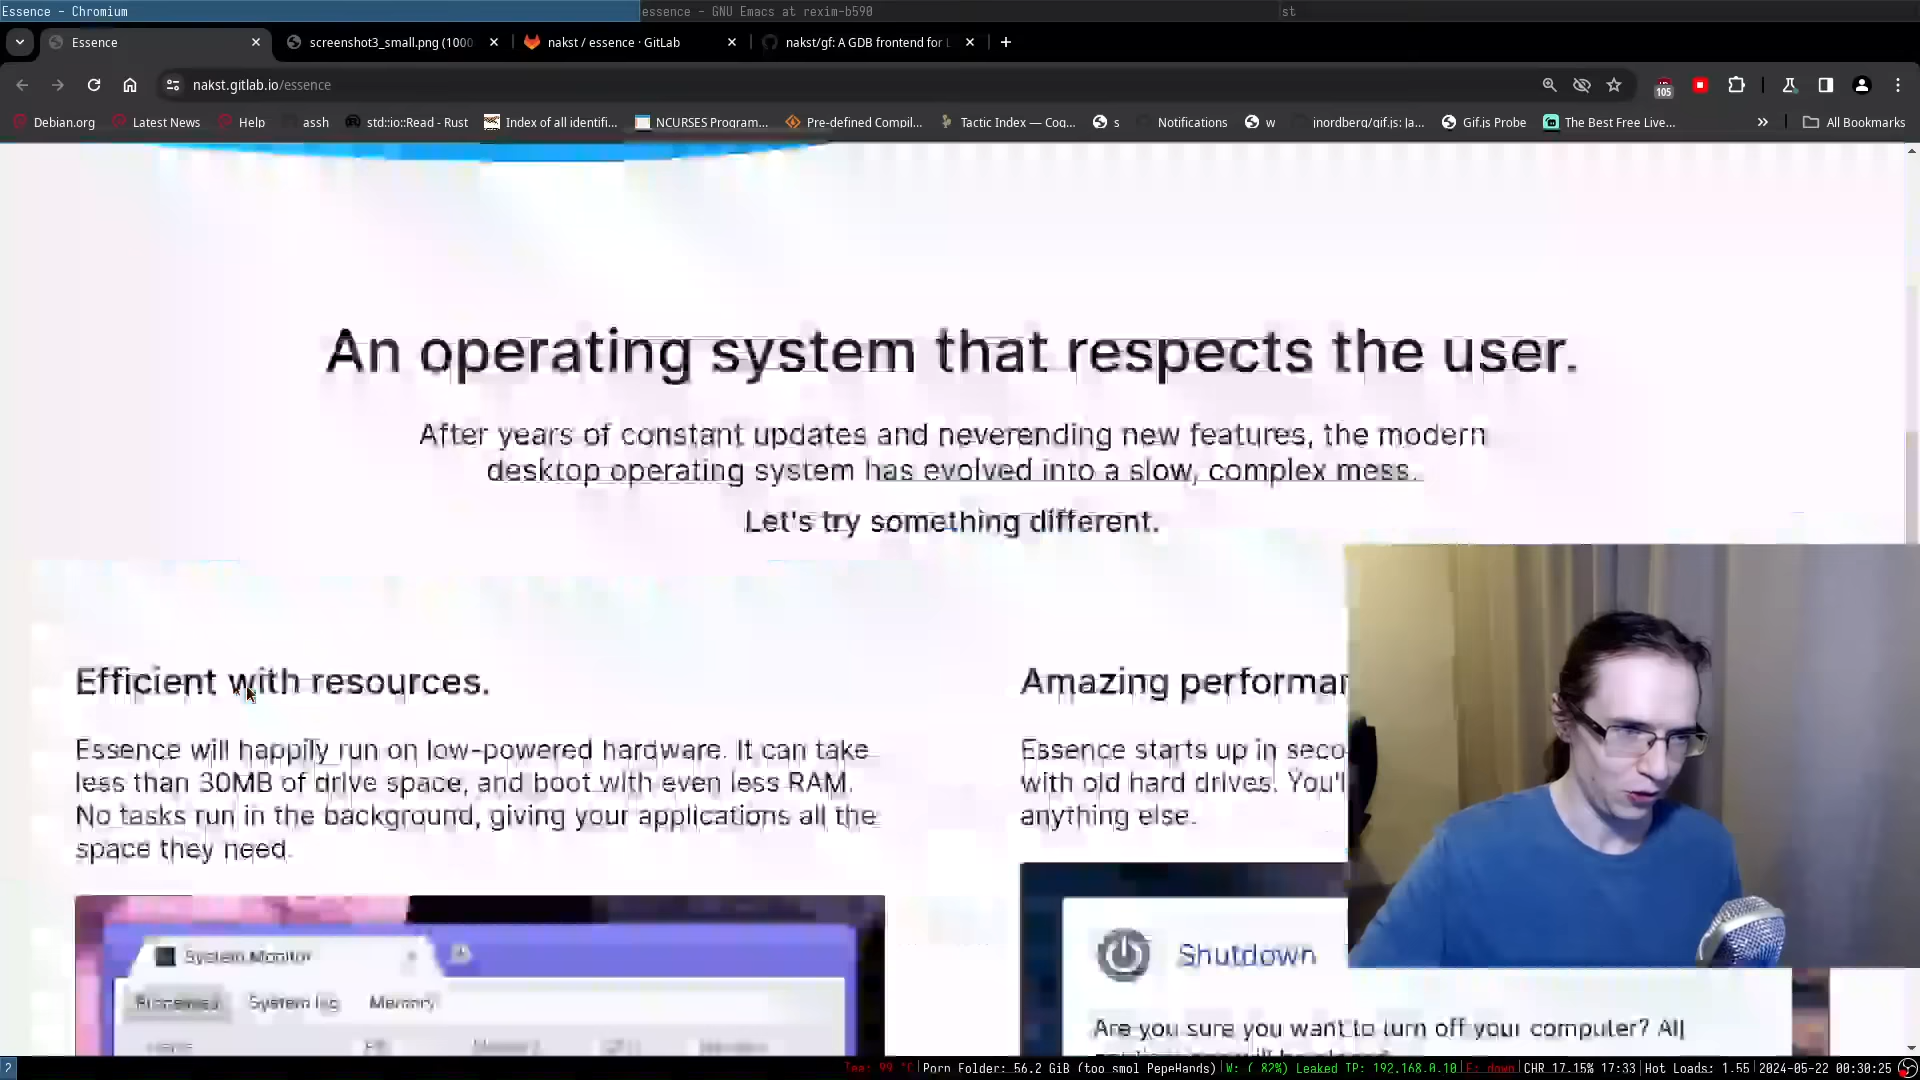 Essence - Chromium
essence - GNU Emacs at rexim-b590
st
Essence
screenshot3_small.png (1000
nakst / essence · GitLab
nakst/gf: A GDB frontend for L
nakst.gitlab.io/essence
105
Debian.org
Latest News
Help
assh
std::io::Read - Rust
Index of all identifi...
NCURSES Program...
Pre-defined Compil...
Tactic Index — Coq...
s
Notifications
w
inordberg/gif.js: Ja...
Gif.js Probe
The Best Free Live...
All Bookmarks
An operating system that respects the user.
After years of constant updates and neverending new features, the modern
desktop operating system has evolved into a slow, complex mess.
Let's try something different.
Efficient with resources.
Essence will happily run on low-powered hardware. It can take
less than 30MB of drive space, and boot with even less RAM.
No tasks run in the background, giving your applications all the
space they need.
Amazing performan
Essence starts up in seco
with old hard drives. You'l
anything else.
System Monitor
Processes
System log
Memory
Shutdown
Are you sure you want to turn off your computer? All
2
Tea: 99 °C | Porn Folder: 56.2 GiB (too smol PepeHands) | W: ( 82%) Leaked IP: 192.168.0.10 | E: down | CHR 17.15% 17:33 | Hot Loads: 1.55 | 2024-05-22 00:30:25